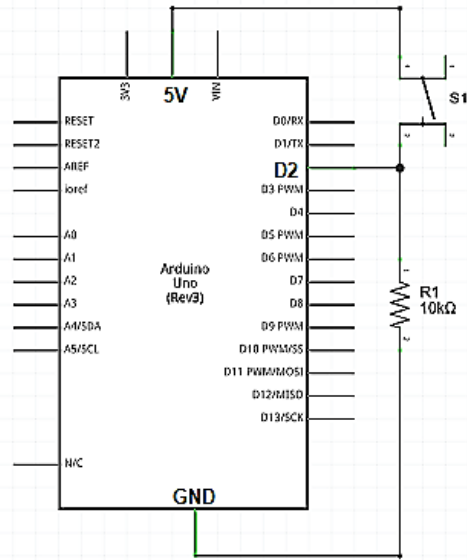 3V3
5V
VIN
RESET
RESET2
AREF
ioref
A0
A1
A2
A3
A4/SDA
A5/SCL
N/C
Arduino
Uno
(Rev3)
D0/RX
D1/TX
D2
D3 PWM
D4
D5 PWM
D6 PWM
D7
D8
D9 PWM
D10 PWM/SS
D11 PWM/MOSI
D12/MISO
D13/SCK
GND
S1
R1
10kΩ